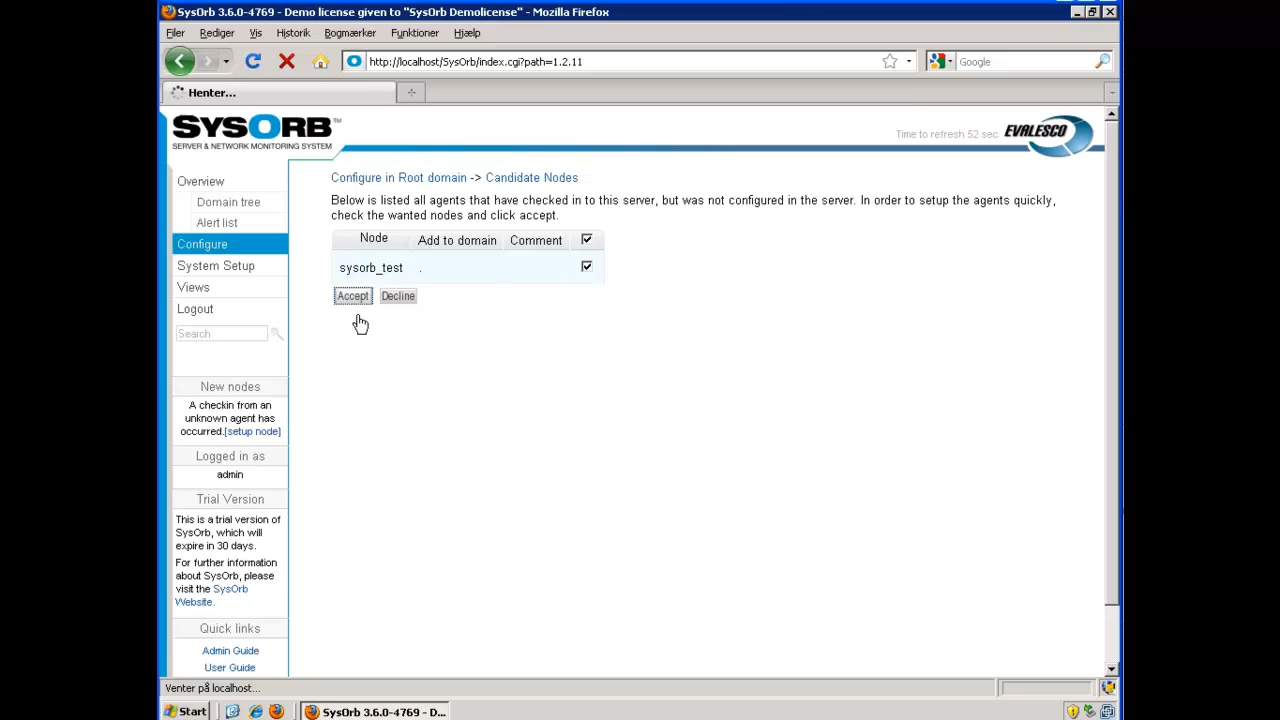 SysOrb 3.6.0-4769 - Demo license given to "SysOrb Demolicense" - Mozilla Firefox
Filer Rediger Vis Historik Bogmærker Funktioner Hjælp
http://localhost/SysOrb/index.cgi?path=1.2.11
Google
Henter...
SYSORB™
SERVER & NETWORK MONITORING SYSTEM
Time to refresh 52 sec
EVALESCO
Overview
Domain tree
Alert list
Configure
System Setup
Views
Logout
Search
New nodes
A checkin from an
unknown agent has
occurred.[setup node]
Logged in as
admin
Trial Version
This is a trial version of
SysOrb, which will
expire in 30 days.
For further information
about SysOrb, please
visit the SysOrb
Website.
Quick links
Admin Guide
User Guide
Configure in Root domain -> Candidate Nodes
Below is listed all agents that have checked in to this server, but was not configured in the server. In order to setup the agents quickly,
check the wanted nodes and click accept.
Node Add to domain Comment
sysorb_test .
Accept Decline
Venter på localhost...
Start
SysOrb 3.6.0-4769 - D...